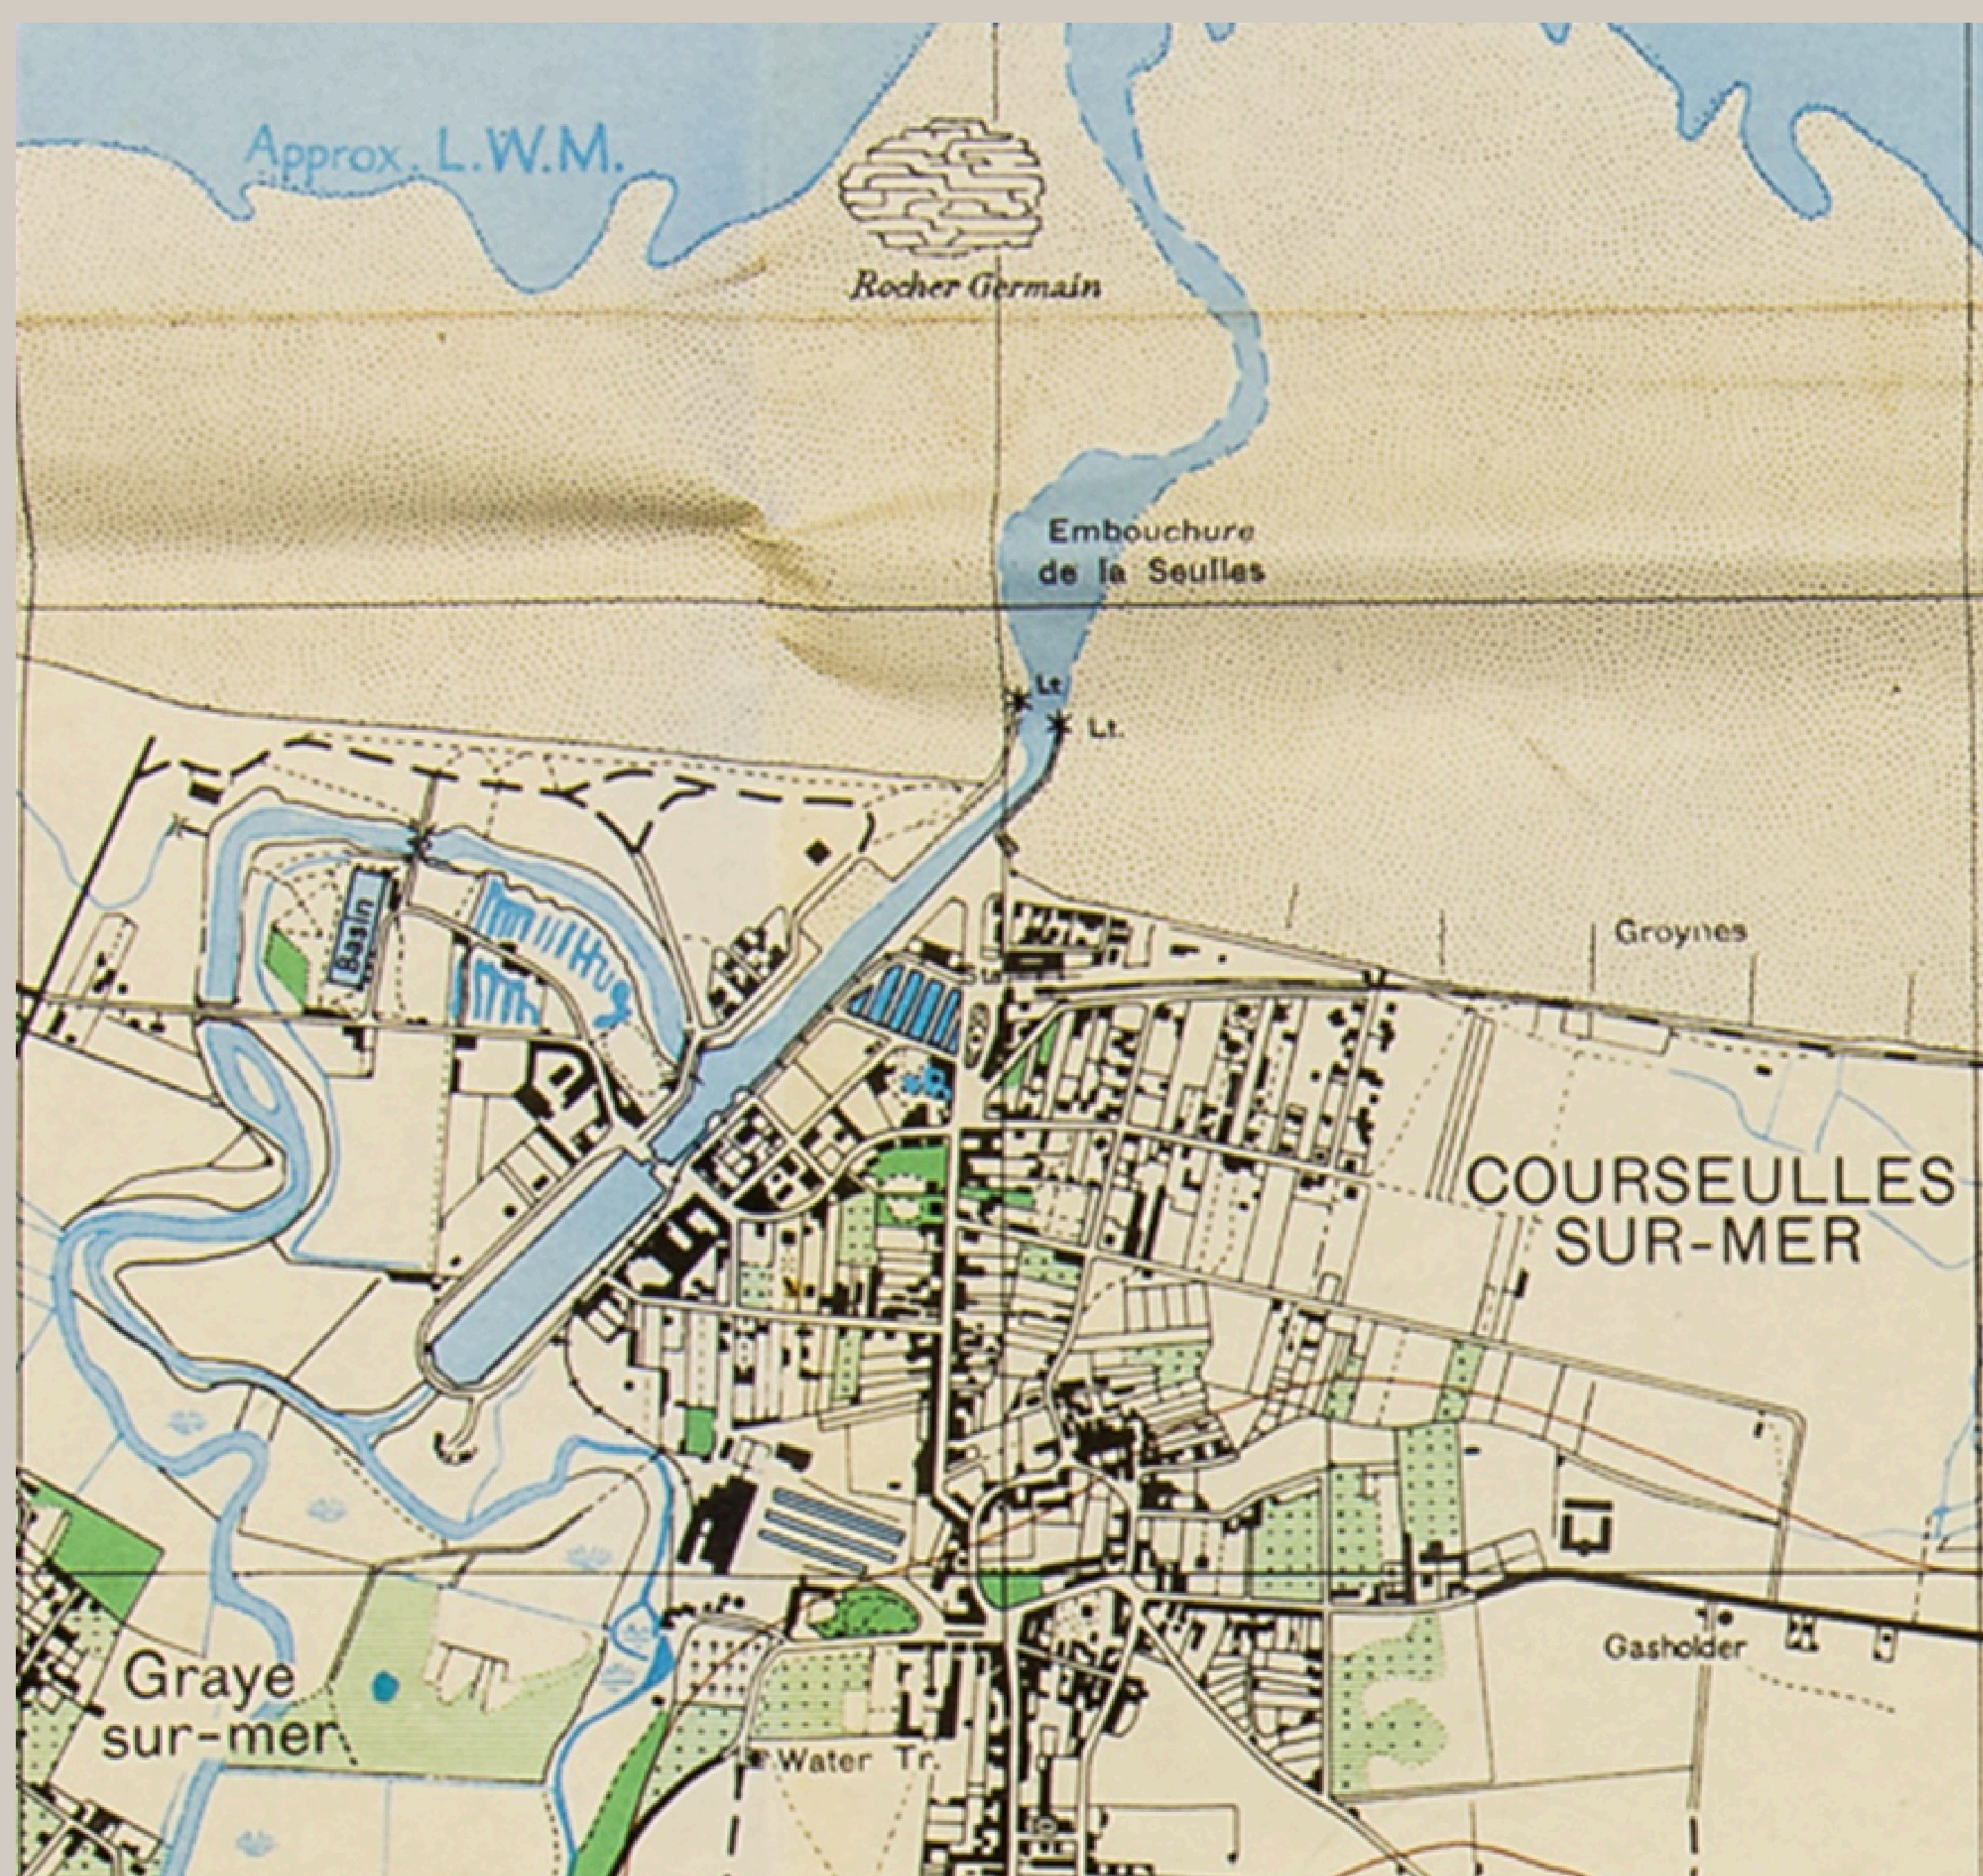 Approx. L.W.M.
Rocher Germain
Embouchure
de la Seulles
Lt.
Lt.
Basin
Groynes
COURSEULLES
SUR-MER
Gasholder
Graye
sur-mer
Water Tr.